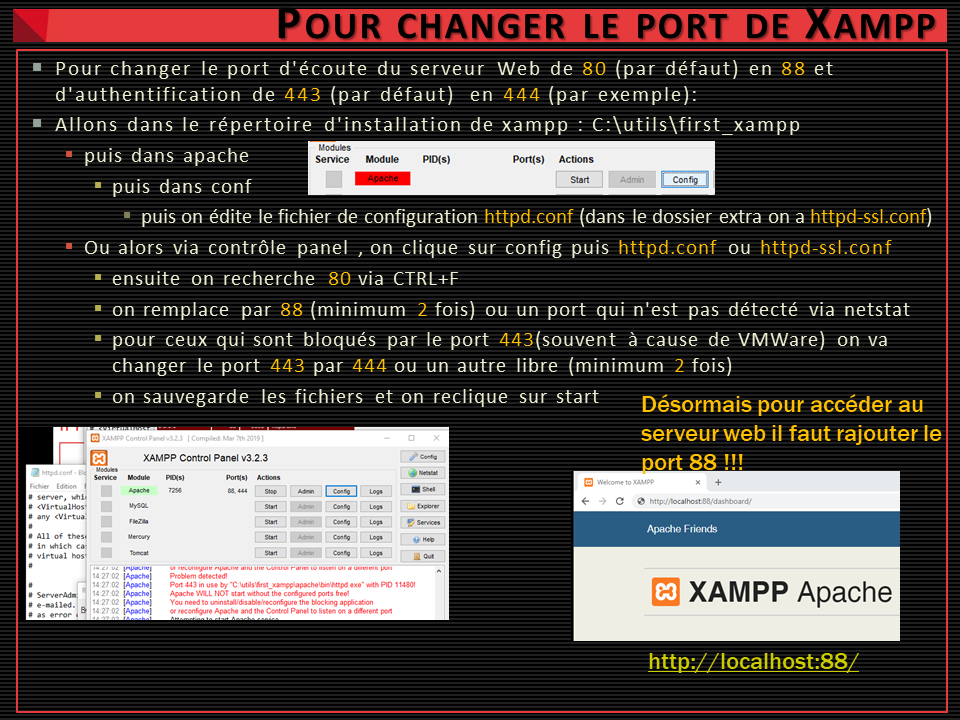 Pour changer le port de Xampp
Pour changer le port d'écoute du serveur Web de 80 (par défaut) en 88 et
d'authentification de 443 (par défaut) en 444 (par exemple):
Allons dans le répertoire d'installation de xampp : C:\utils\first_xampp
puis dans apache
Modules
Service Module PID(s) Port(s) Actions
Apache Start Admin Config
puis dans conf
puis on édite le fichier de configuration httpd.conf (dans le dossier extra on a httpd-ssl.conf)
Ou alors via contrôle panel , on clique sur config puis httpd.conf ou httpd-ssl.conf
ensuite on recherche 80 via CTRL+F
on remplace par 88 (minimum 2 fois) ou un port qui n'est pas détecté via netstat
pour ceux qui sont bloqués par le port 443(souvent à cause de VMWare) on va
changer le port 443 par 444 ou un autre libre (minimum 2 fois)
on sauvegarde les fichiers et on reclique sur start
Désormais pour accéder au
serveur web il faut rajouter le
port 88 !!!
httpd.conf - Blo
Fichier Edition
# server, whic
# <VirtualHos
# any <Virtua
#
# All of these
# in which cas
# virtual host
#
#
# ServerAdmi
# e-mailed.
# as error
XAMPP Control Panel v3.2.3 [ Compiled: Mar 7th 2019 ]
XAMPP Control Panel v3.2.3
Config
Modules
Service Module PID(s) Port(s) Actions
Netstat
Apache 7256 88, 444 Stop Admin Config Logs
Shell
MySQL Start Admin Config Logs
Explorer
FileZilla Start Admin Config Logs
Services
Mercury Start Admin Config Logs
Help
Tomcat Start Admin Config Logs
Quit
14:27:02 [Apache] or reconfigure Apache and the Control Panel to listen on a different port
14:27:02 [Apache] Problem detected!
14:27:02 [Apache] Port 443 in use by "C:\utils\first_xampp\apache\bin\httpd.exe" with PID 11480!
14:27:02 [Apache] Apache WILL NOT start without the configured ports free!
14:27:02 [Apache] You need to uninstall/disable/reconfigure the blocking application
14:27:02 [Apache] or reconfigure Apache and the Control Panel to listen on a different port
14:27:02 [Apache] Attempting to start Apache service
Welcome to XAMPP
http://localhost:88/dashboard/
Apache Friends
XAMPP Apache
http://localhost:88/